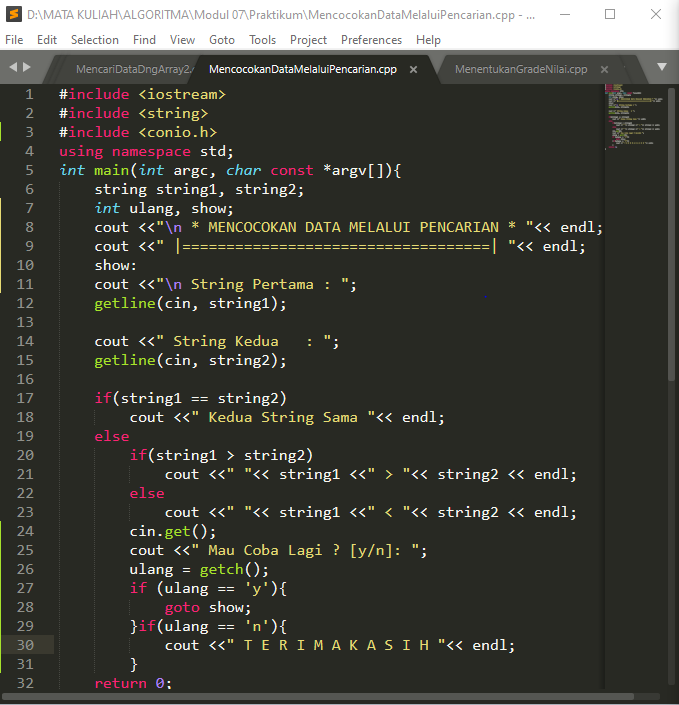 D:\MATA KULIAH\ALGORITMA\Modul 07\Praktikum\MencocokanDataMelaluiPencarian.cpp - ...
File Edit Selection Find View Goto Tools Project Preferences Help
MencariDataDngArray2. MencocokanDataMelaluiPencarian.cpp × MenentukanGradeNilai.cpp ×
1 #include <iostream>
2 #include <string>
3 #include <conio.h>
4 using namespace std;
5 int main(int argc, char const *argv[]){
6 string string1, string2;
7 int ulang, show;
8 cout <<"\n * MENCOCOKAN DATA MELALUI PENCARIAN * "<< endl;
9 cout <<" |===================================| "<< endl;
10 show:
11 cout <<"\n String Pertama : ";
12 getline(cin, string1);
13
14 cout <<" String Kedua   : ";
15 getline(cin, string2);
16
17 if(string1 == string2)
18 cout <<" Kedua String Sama "<< endl;
19 else
20 if(string1 > string2)
21 cout <<" "<< string1 <<" > "<< string2 << endl;
22 else
23 cout <<" "<< string1 <<" < "<< string2 << endl;
24 cin.get();
25 cout <<" Mau Coba Lagi ? [y/n]: ";
26 ulang = getch();
27 if (ulang == 'y'){
28 goto show;
29 }if(ulang == 'n'){
30 cout <<" T E R I M A K A S I H "<< endl;
31 }
32 return 0;